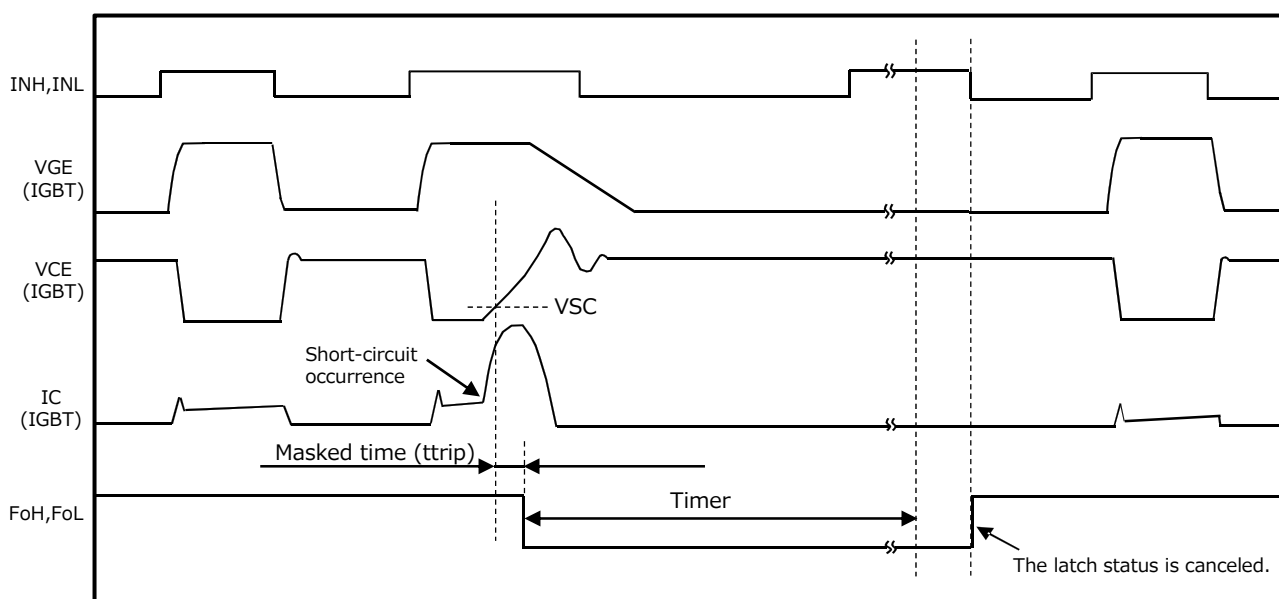 INH,INL
VGE
(IGBT)
VCE
(IGBT)
VSC
Short-circuit
occurrence
IC
(IGBT)
Masked time (ttrip)
FoH,FoL
Timer
The latch status is canceled.